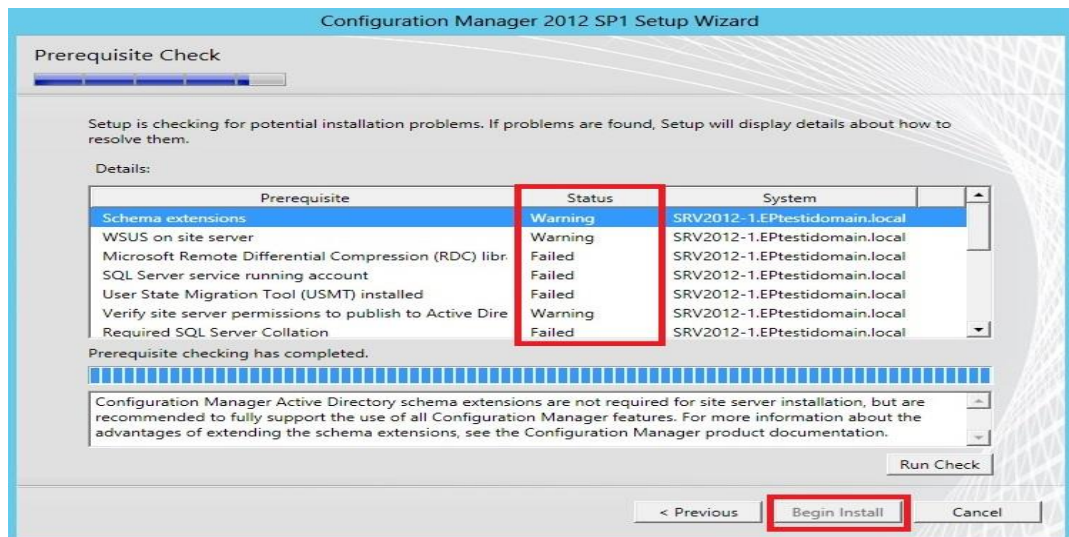 Configuration Manager 2012 SP1 Setup Wizard
Prerequisite Check
Setup is checking for potential installation problems. If problems are found, Setup will display details about how to
resolve them.
Details:
Prerequisite Status System
Schema extensions Warning SRV2012-1.EPtestidomain.local
WSUS on site server Warning SRV2012-1.EPtestidomain.local
Microsoft Remote Differential Compression (RDC) libr Failed SRV2012-1.EPtestidomain.local
SQL Server service running account Failed SRV2012-1.EPtestidomain.local
User State Migration Tool (USMT) installed Failed SRV2012-1.EPtestidomain.local
Verify site server permissions to publish to Active Dire Warning SRV2012-1.EPtestidomain.local
Required SQL Server Collation Failed SRV2012-1.EPtestidomain.local
Prerequisite checking has completed.
Configuration Manager Active Directory schema extensions are not required for site server installation, but are
recommended to fully support the use of all Configuration Manager features. For more information about the
advantages of extending the schema extensions, see the Configuration Manager product documentation.
Run Check
< Previous Begin Install Cancel